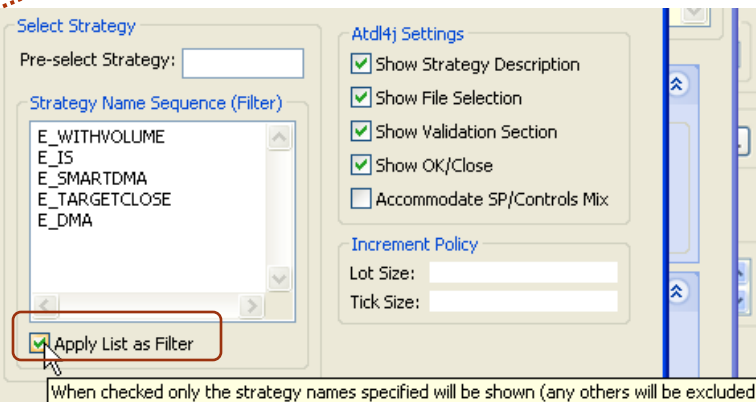 Select Strategy
Pre-select Strategy:
Strategy Name Sequence (Filter)
E_WITHVOLUME
E_IS
E_SMARTDMA
E_TARGETCLOSE
E_DMA
Apply List as Filter
Atdl4j Settings
Show Strategy Description
Show File Selection
Show Validation Section
Show OK/Close
Accommodate SP/Controls Mix
Increment Policy
Lot Size:
Tick Size:
When checked only the strategy names specified will be shown (any others will be excluded